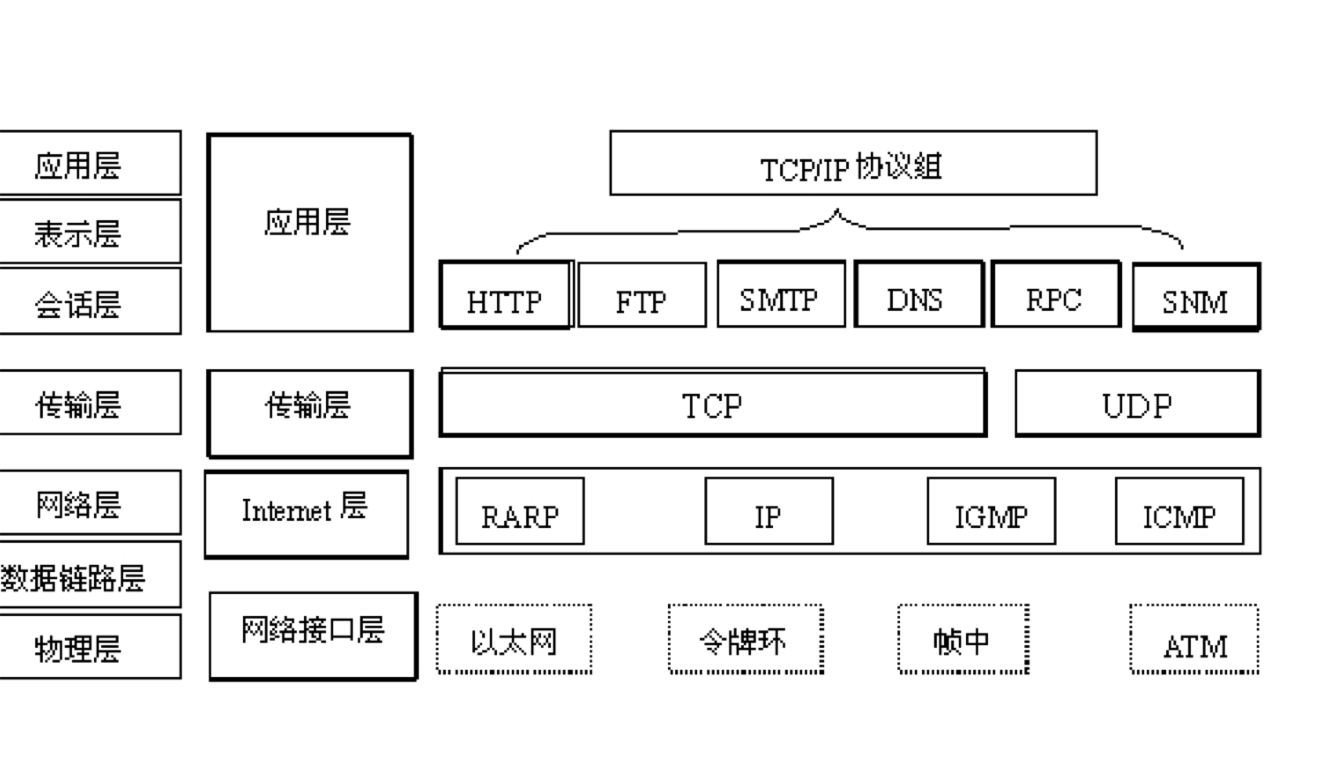 应用层
表示层
会话层
传输层
网络层
数据链路层
物理层
应用层
传输层
Internet 层
网络接口层
TCP/IP 协议组
HTTP FTP SMTP DNS RPC SNM
TCP UDP
RARP IP IGMP ICMP
以太网 令牌环 帧中 ATM